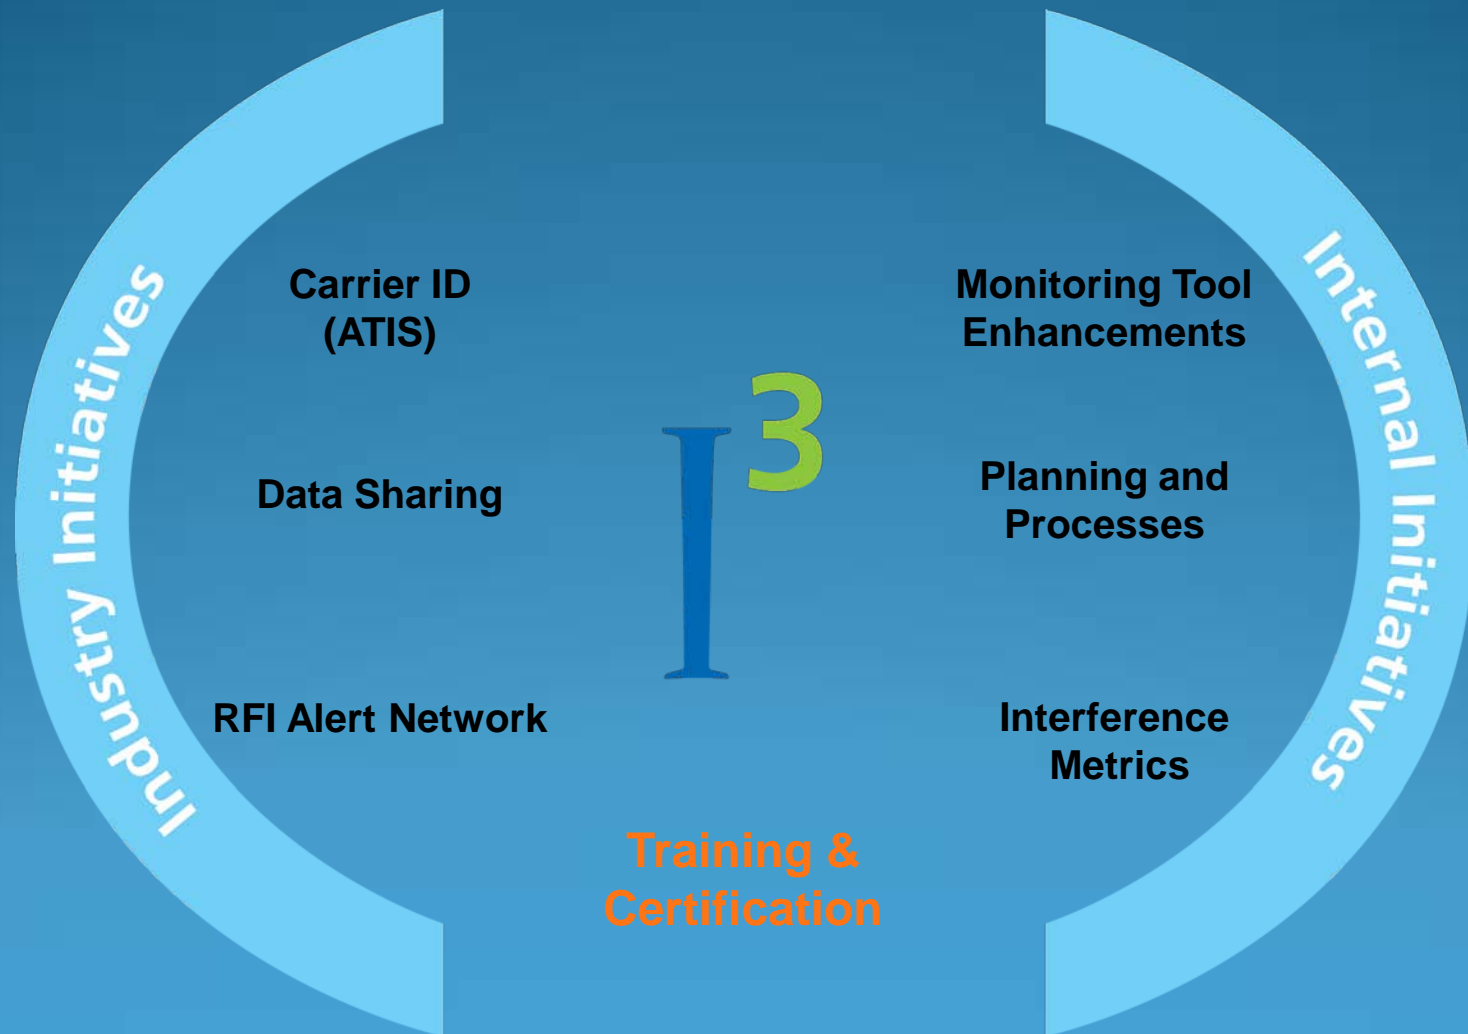 Industry Initiatives
Carrier ID
(ATIS)
Data Sharing
RFI Alert Network
I3
Training &
Certification
Monitoring Tool
Enhancements
Planning and
Processes
Interference
Metrics
Internal Initiatives